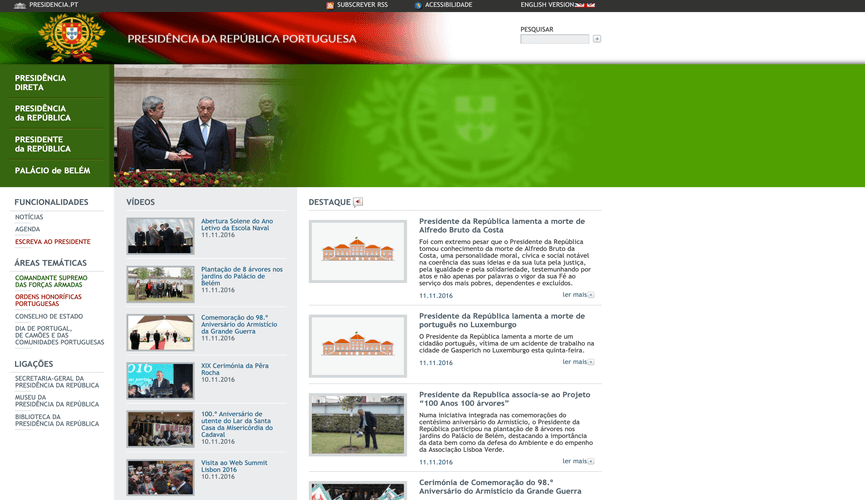 PRESIDENCIA.PT
SUBSCREVER RSS
ACESSIBILIDADE
ENGLISH VERSION
PRESIDÊNCIA DA REPÚBLICA PORTUGUESA
PESQUISAR
PRESIDÊNCIA
DIRETA
PRESIDÊNCIA
da REPÚBLICA
PRESIDENTE
da REPÚBLICA
PALÁCIO de BELÉM
FUNCIONALIDADES
NOTÍCIAS
AGENDA
ESCREVA AO PRESIDENTE
ÁREAS TEMÁTICAS
COMANDANTE SUPREMO
DAS FORÇAS ARMADAS
ORDENS HONORÍFICAS
PORTUGUESAS
CONSELHO DE ESTADO
DIA DE PORTUGAL,
DE CAMÕES E DAS
COMUNIDADES PORTUGUESAS
LIGAÇÕES
SECRETARIA-GERAL DA
PRESIDÊNCIA DA REPÚBLICA
MUSEU DA
PRESIDÊNCIA DA REPÚBLICA
BIBLIOTECA DA
PRESIDÊNCIA DA REPÚBLICA
VÍDEOS
Abertura Solene do Ano
Letivo da Escola Naval
11.11.2016
Plantação de 8 árvores nos
jardins do Palácio de
Belém
11.11.2016
Comemoração do 98.º
Aniversário do Armistício
da Grande Guerra
11.11.2016
XIX Cerimónia da Pêra
Rocha
10.11.2016
100.º Aniversário de
utente do Lar da Santa
Casa da Misericórdia do
Cadaval
10.11.2016
Visita ao Web Summit
Lisbon 2016
10.11.2016
DESTAQUE
Presidente da República lamenta a morte de
Alfredo Bruto da Costa
Foi com extremo pesar que o Presidente da República
tomou conhecimento da morte de Alfredo Bruto da
Costa, uma personalidade moral, cívica e social notável
na coerência das suas ideias e da sua luta pela justiça,
pela igualdade e pela solidariedade, testemunhando por
atos e não apenas por palavras o vigor da sua Fé ao
serviço dos mais pobres, dependentes e excluídos.
11.11.2016
ler mais
Presidente da República lamenta a morte de
português no Luxemburgo
O Presidente da República lamenta a morte de um
cidadão português, vítima de um acidente de trabalho na
cidade de Gasperich no Luxemburgo esta quinta-feira.
11.11.2016
ler mais
Presidente da Republica associa-se ao Projeto
“100 Anos 100 árvores”
Numa iniciativa integrada nas comemorações do
centésimo aniversário do Armistício, o Presidente da
República participou na plantação de 8 árvores nos
jardins do Palácio de Belém, destacando a importância
da data bem como da defesa do Ambiente e do empenho
da Associação Lisboa Verde.
11.11.2016
ler mais
Cerimónia de Comemoração do 98.º
Aniversário do Armistício da Grande Guerra